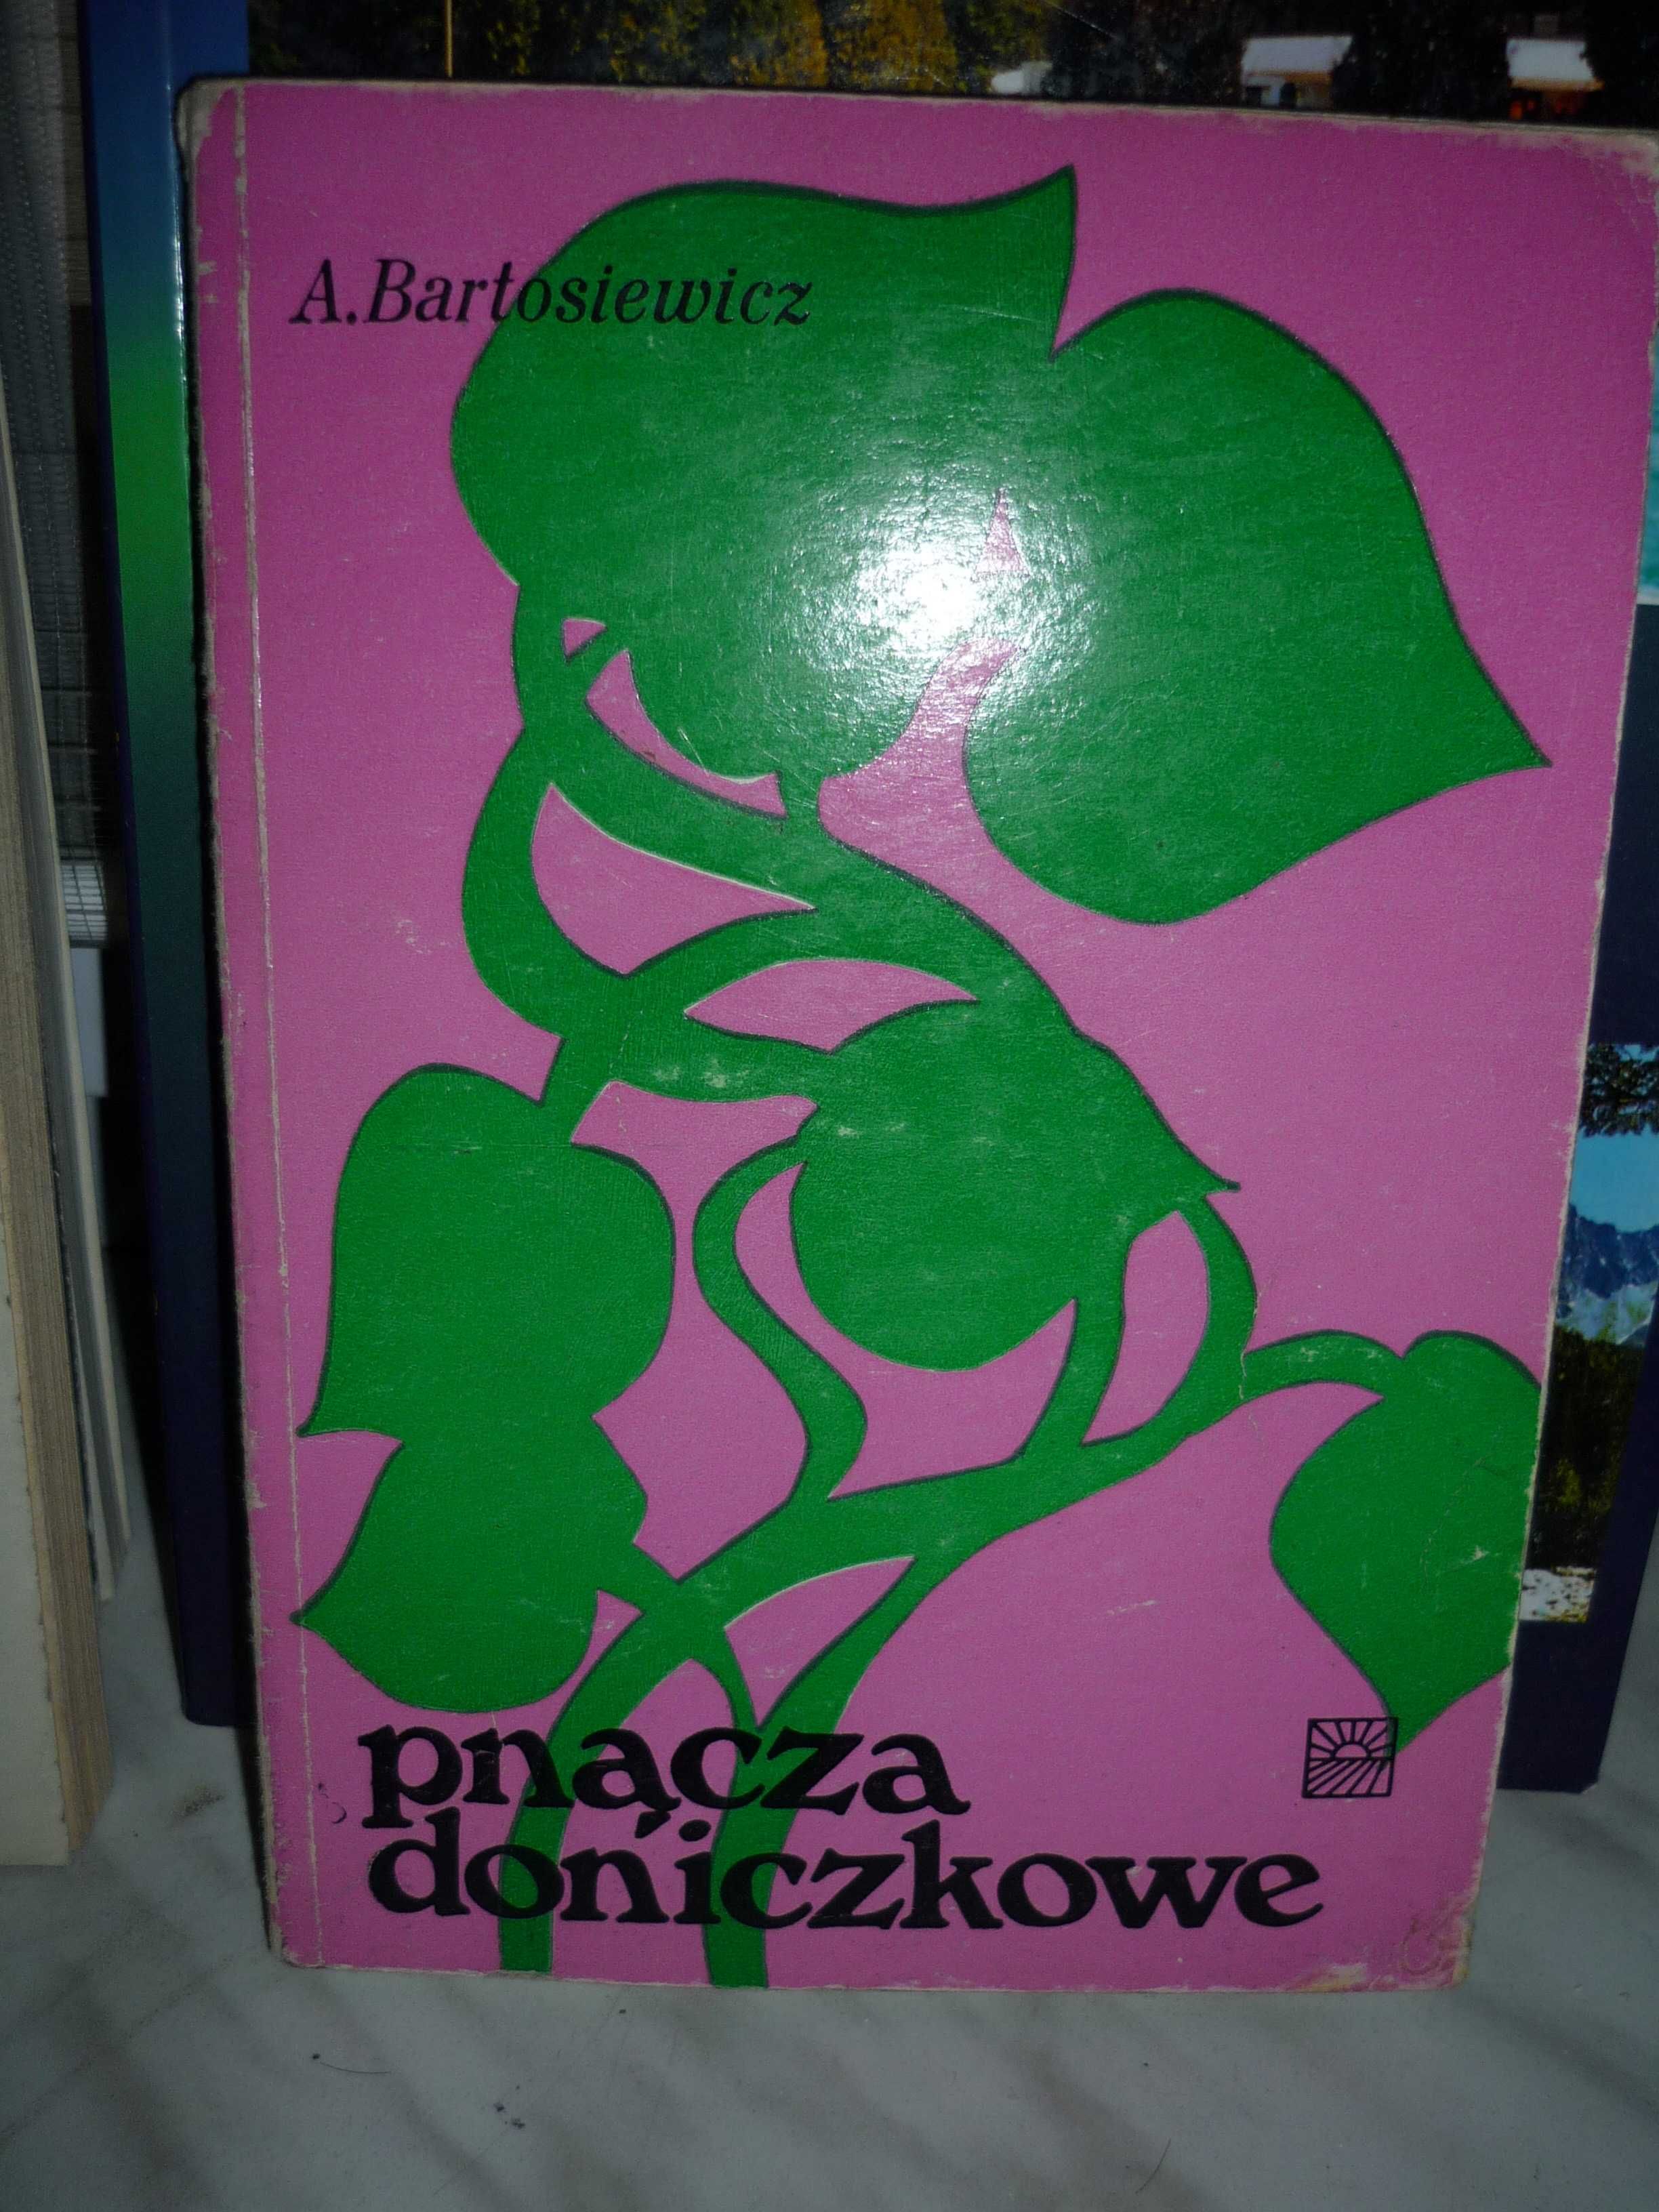 A. Bartosiewicz
pnącza
doniczkowe